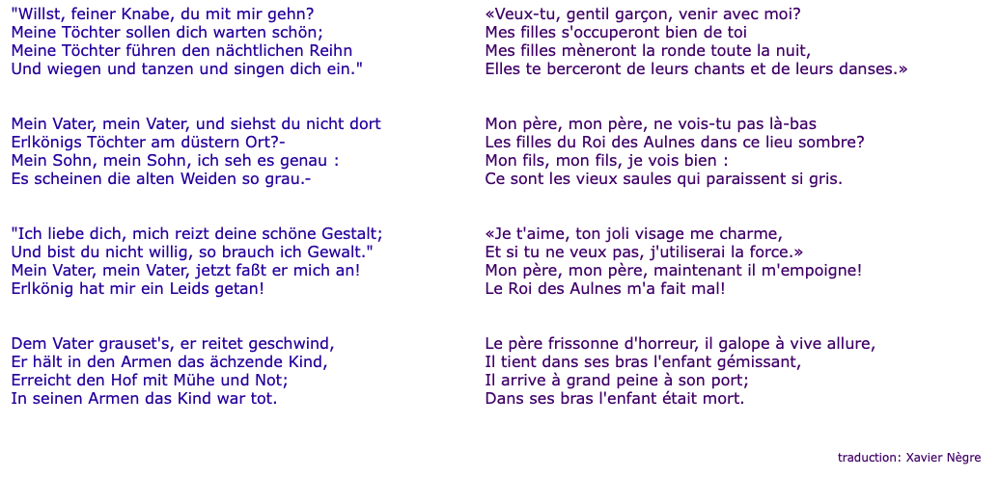 "Willst, feiner Knabe, du mit mir gehn?
Meine Töchter sollen dich warten schön;
Meine Töchter führen den nächtlichen Reihn
Und wiegen und tanzen und singen dich ein."
Mein Vater, mein Vater, und siehst du nicht dort
Erlkönigs Töchter am düstern Ort?-
Mein Sohn, mein Sohn, ich seh es genau :
Es scheinen die alten Weiden so grau.-
"Ich liebe dich, mich reizt deine schöne Gestalt;
Und bist du nicht willig, so brauch ich Gewalt."
Mein Vater, mein Vater, jetzt faßt er mich an!
Erlkönig hat mir ein Leids getan!
Dem Vater grauset's, er reitet geschwind,
Er hält in den Armen das ächzende Kind,
Erreicht den Hof mit Mühe und Not;
In seinen Armen das Kind war tot.
«Veux-tu, gentil garçon, venir avec moi?
Mes filles s'occuperont bien de toi
Mes filles mèneront la ronde toute la nuit,
Elles te berceront de leurs chants et de leurs danses.»
Mon père, mon père, ne vois-tu pas là-bas
Les filles du Roi des Aulnes dans ce lieu sombre?
Mon fils, mon fils, je vois bien :
Ce sont les vieux saules qui paraissent si gris.
«Je t'aime, ton joli visage me charme,
Et si tu ne veux pas, j'utiliserai la force.»
Mon père, mon père, maintenant il m'empoigne!
Le Roi des Aulnes m'a fait mal!
Le père frissonne d'horreur, il galope à vive allure,
Il tient dans ses bras l'enfant gémissant,
Il arrive à grand peine à son port;
Dans ses bras l'enfant était mort.
traduction: Xavier Nègre